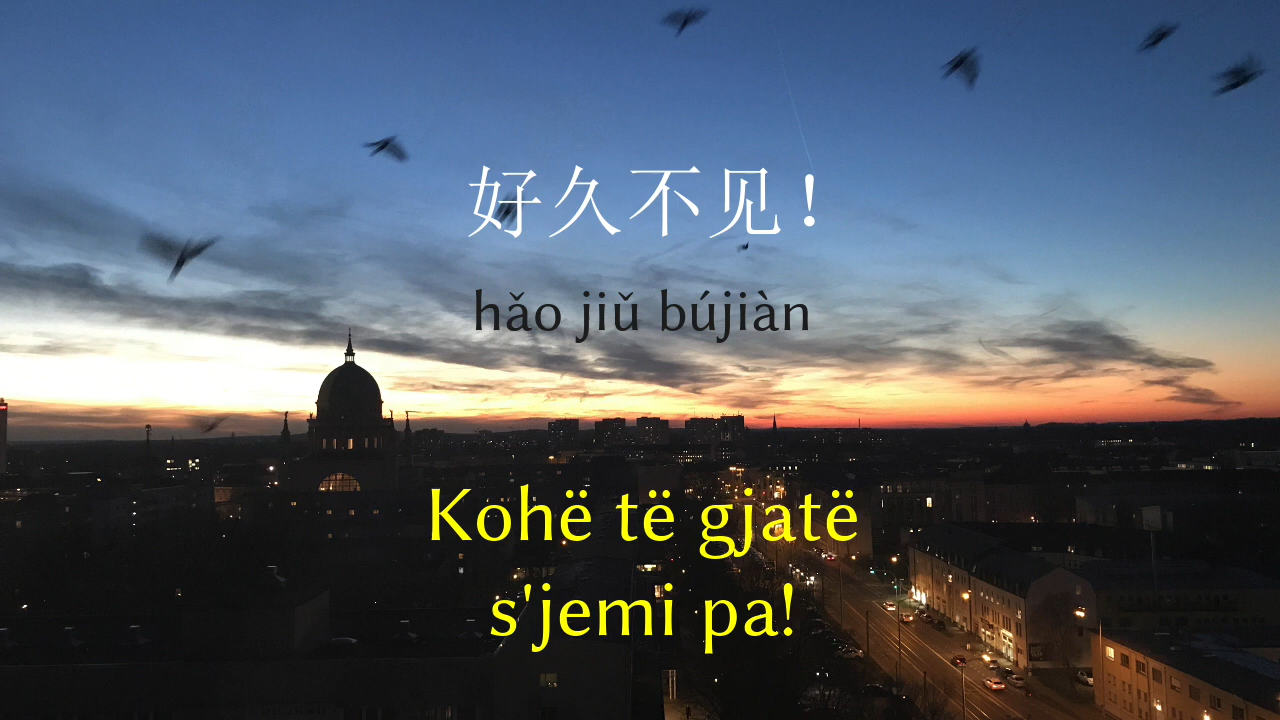 好久不见！
hǎo jiǔ bújiàn
Kohë të gjatë
s'jemi pa!